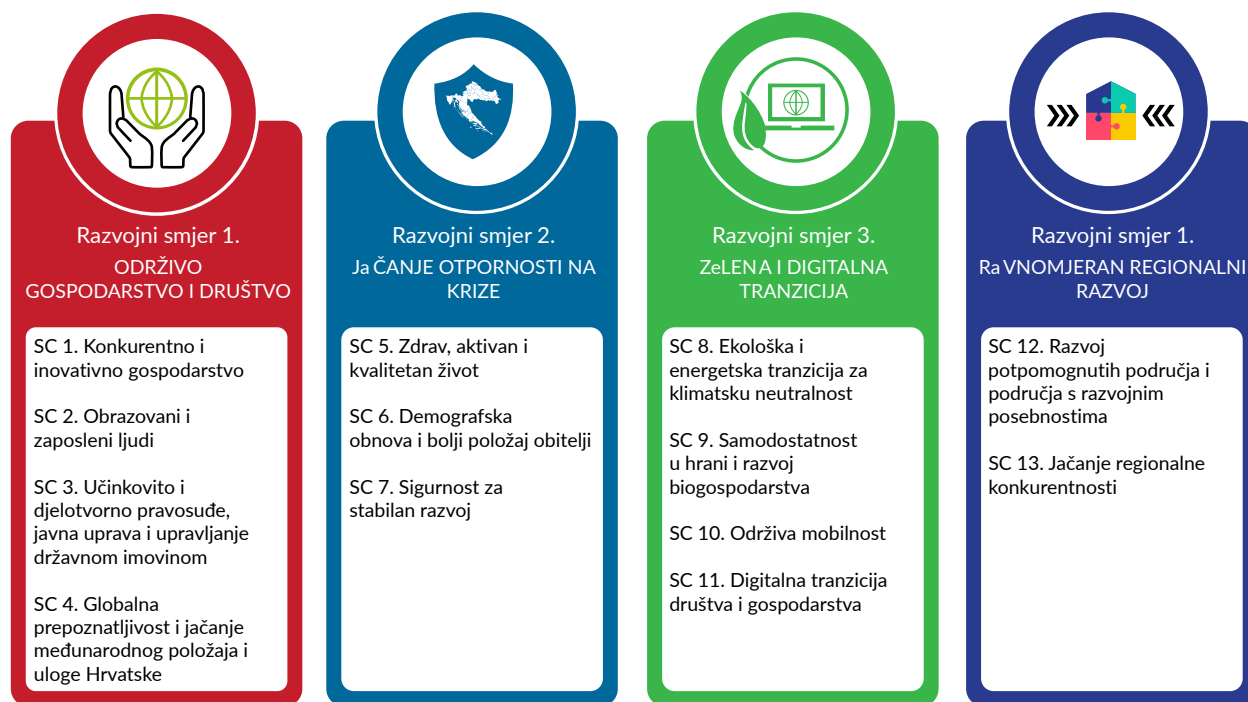 Razvojni smjer 1.
ODRŽIVO
GOSPODARSTVO I DRUŠTVO
SC 1. Konkurentno i
inovativno gospodarstvo
SC 2. Obrazovani i
zaposleni ljudi
SC 3. Učinkovito i
djelotvorno pravosuđe,
javna uprava i upravljanje
državnom imovinom
SC 4. Globalna
prepoznatljivost i jačanje
međunarodnog položaja i
uloge Hrvatske
Razvojni smjer 2.
Ja ČANJE OTPORNOSTI NA
KRIZE
SC 5. Zdrav, aktivan i
kvalitetan život
SC 6. Demografska
obnova i bolji položaj obitelji
SC 7. Sigurnost za
stabilan razvoj
Razvojni smjer 3.
ZeLENA I DIGITALNA
TRANZICIJA
SC 8. Ekološka i
energetska tranzicija za
klimatsku neutralnost
SC 9. Samodostatnost
u hrani i razvoj
biogospodarstva
SC 10. Održiva mobilnost
SC 11. Digitalna tranzicija
društva i gospodarstva
Razvojni smjer 1.
Ra VNOMJERAN REGIONALNI
RAZVOJ
SC 12. Razvoj
potpomognutih područja i
područja s razvojnim
posebnostima
SC 13. Jačanje regionalne
konkurentnosti